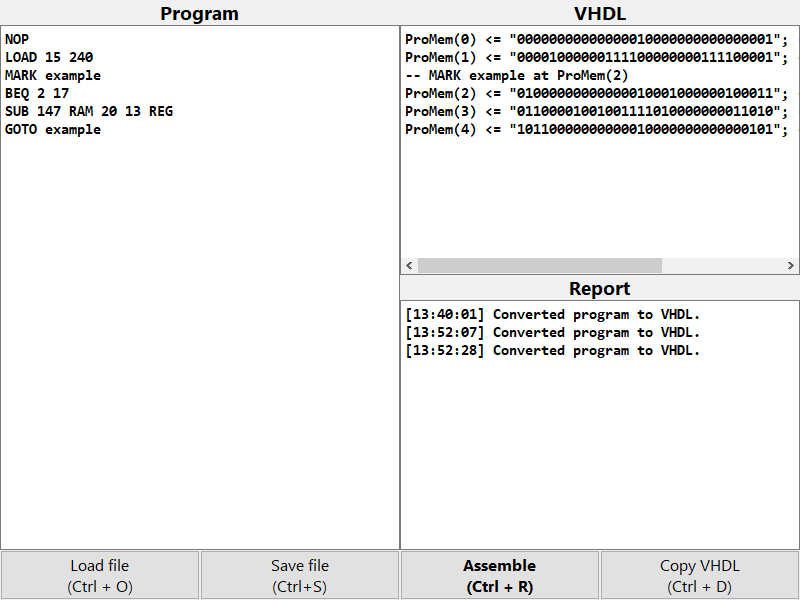 Program
NOP
LOAD 15 240
MARK example
BEQ 2 17
SUB 147 RAM 20 13 REG
GOTO example
VHDL
ProMem(0) <= "00000000000000010000000000000001";
ProMem(1) <= "00001000000011110000000111100001";
-- MARK example at ProMem(2)
ProMem(2) <= "01000000000000010001000000100011";
ProMem(3) <= "01100001001001111010000000011010";
ProMem(4) <= "10110000000000010000000000000101";
Report
[13:40:01] Converted program to VHDL.
[13:52:07] Converted program to VHDL.
[13:52:28] Converted program to VHDL.
Load file
(Ctrl + O)
Save file
(Ctrl+S)
Assemble
(Ctrl + R)
Copy VHDL
(Ctrl + D)